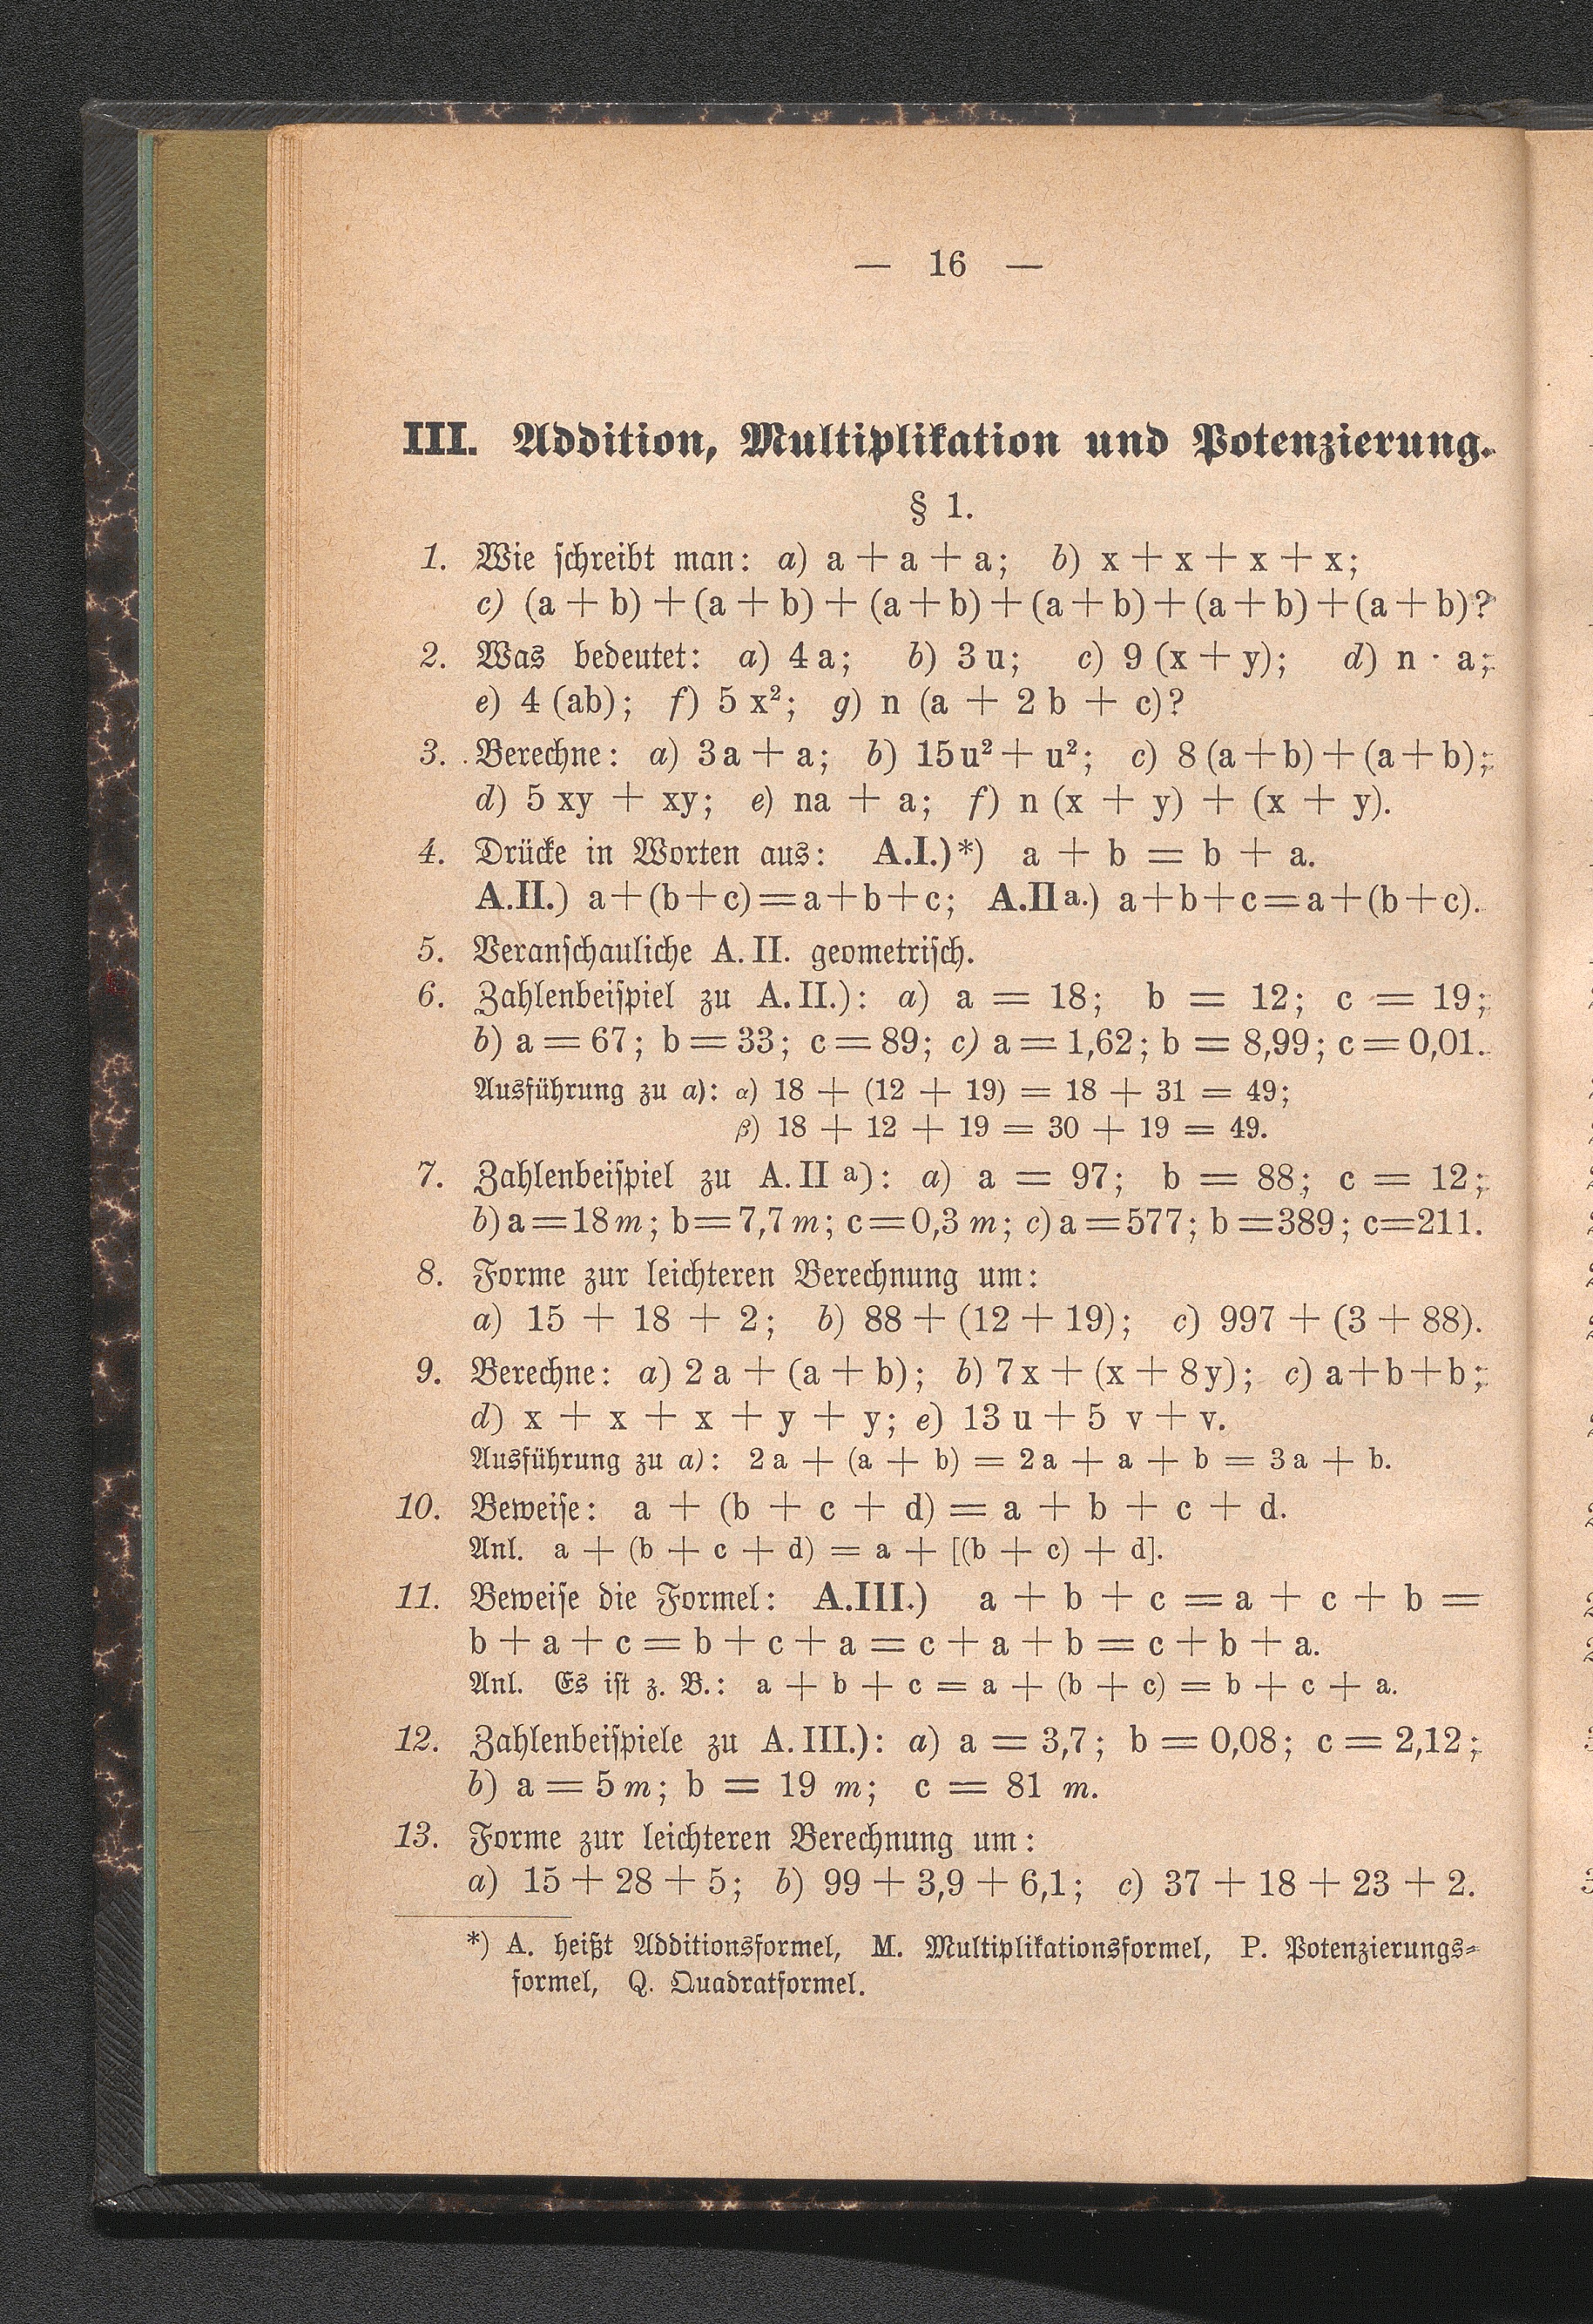 — 16 —
III. Addition, Multiplikation und Potenzierung.
§ 1.
1. Wie schreibt man: a) a + a + a; b) x + x + x + x;
c) (a + b) + (a + b) + (a + b) + (a + b) + (a + b) + (a + b)?
2. Was bedeutet: a) 4 a; b) 3 u; c) 9 (x + y); d) n · a;
e) 4 (ab); f) 5 x²; g) n (a + 2 b + c)?
3. Berechne: a) 3 a + a; b) 15 u² + u²; c) 8 (a + b) + (a + b);
d) 5 xy + xy; e) na + a; f) n (x + y) + (x + y).
4. Drücke in Worten aus: A.I.)*) a + b = b + a.
A.II.) a + (b + c) = a + b + c; A.II a.) a + b + c = a + (b + c).
5. Veranschauliche A. II. geometrisch.
6. Zahlenbeispiel zu A. II.): a) a = 18; b = 12; c = 19;
b) a = 67; b = 33; c = 89; c) a = 1,62; b = 8,99; c = 0,01.
Ausführung zu a): α) 18 + (12 + 19) = 18 + 31 = 49;
β) 18 + 12 + 19 = 30 + 19 = 49.
7. Zahlenbeispiel zu A. II a): a) a = 97; b = 88; c = 12;
b) a = 18 m; b = 7,7 m; c = 0,3 m; c) a = 577; b = 389; c = 211.
8. Forme zur leichteren Berechnung um:
a) 15 + 18 + 2; b) 88 + (12 + 19); c) 997 + (3 + 88).
9. Berechne: a) 2 a + (a + b); b) 7 x + (x + 8 y); c) a + b + b;
d) x + x + x + y + y; e) 13 u + 5 v + v.
Ausführung zu a): 2 a + (a + b) = 2 a + a + b = 3 a + b.
10. Beweise: a + (b + c + d) = a + b + c + d.
Anl. a + (b + c + d) = a + [(b + c) + d].
11. Beweise die Formel: A.III.) a + b + c = a + c + b =
b + a + c = b + c + a = c + a + b = c + b + a.
Anl. Es ist z. B.: a + b + c = a + (b + c) = b + c + a.
12. Zahlenbeispiele zu A. III.): a) a = 3,7; b = 0,08; c = 2,12;
b) a = 5 m; b = 19 m; c = 81 m.
13. Forme zur leichteren Berechnung um:
a) 15 + 28 + 5; b) 99 + 3,9 + 6,1; c) 37 + 18 + 23 + 2.
*) A. heißt Additionsformel, M. Multiplikationsformel, P. Potenzierungs-
formel, Q. Quadratformel.